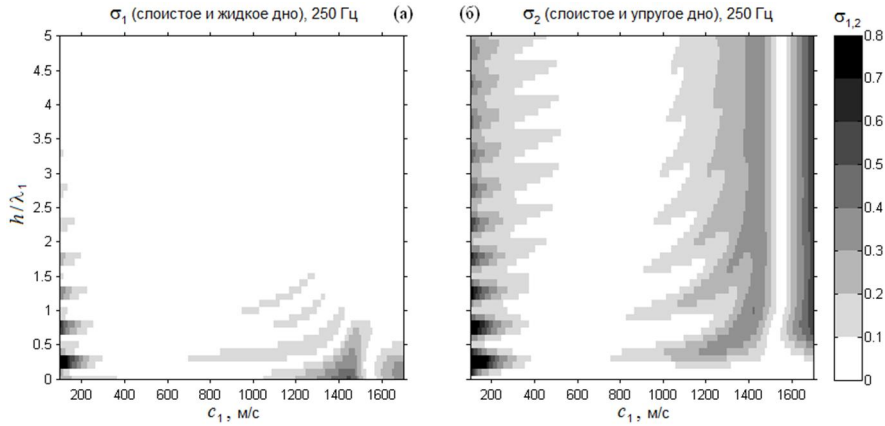 σ₁ (слоистое и жидкое дно), 250 Гц (а)
5
4.5
4
3.5
3
2.5
2
1.5
1
0.5
0
h/λ₁
200 400 600 800 1000 1200 1400 1600
c₁, м/с
(б) σ₂ (слоистое и упругое дно), 250 Гц
200 400 600 800 1000 1200 1400 1600
c₁, м/с
σ₁,₂
0.8
0.7
0.6
0.5
0.4
0.3
0.2
0.1
0